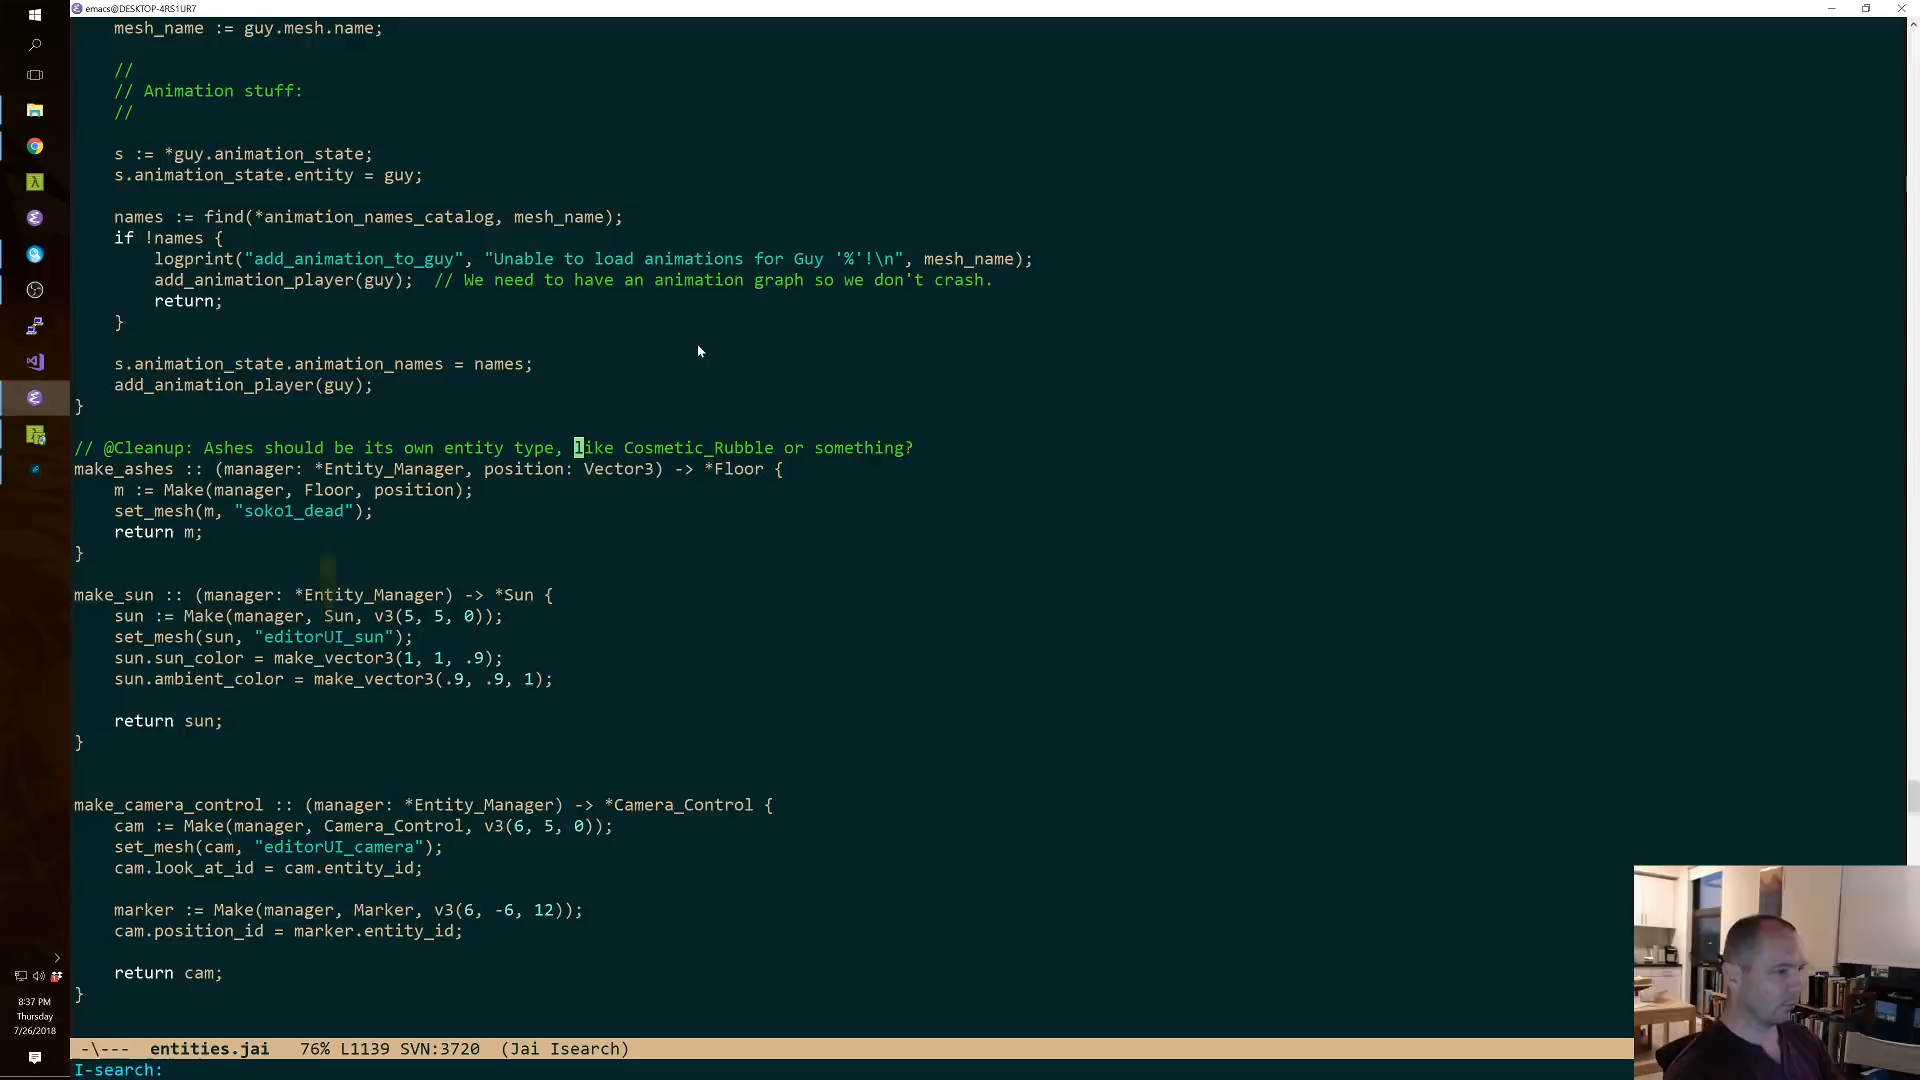 emacs@DESKTOP-4RS1UR7
mesh_name := guy.mesh.name;
//
// Animation stuff:
//
s := *guy.animation_state;
s.animation_state.entity = guy;
names := find(*animation_names_catalog, mesh_name);
if !names {
logprint("add_animation_to_guy", "Unable to load animations for Guy '%'!\n", mesh_name);
add_animation_player(guy);  // We need to have an animation graph so we don't crash.
return;
}
s.animation_state.animation_names = names;
add_animation_player(guy);
}
// @Cleanup: Ashes should be its own entity type, like Cosmetic_Rubble or something?
make_ashes :: (manager: *Entity_Manager, position: Vector3) -> *Floor {
m := Make(manager, Floor, position);
set_mesh(m, "soko1_dead");
return m;
}
make_sun :: (manager: *Entity_Manager) -> *Sun {
sun := Make(manager, Sun, v3(5, 5, 0));
set_mesh(sun, "editorUI_sun");
sun.sun_color = make_vector3(1, 1, .9);
sun.ambient_color = make_vector3(.9, .9, 1);
return sun;
}
make_camera_control :: (manager: *Entity_Manager) -> *Camera_Control {
cam := Make(manager, Camera_Control, v3(6, 5, 0));
set_mesh(cam, "editorUI_camera");
cam.look_at_id = cam.entity_id;
marker := Make(manager, Marker, v3(6, -6, 12));
cam.position_id = marker.entity_id;
return cam;
}
8:37 PM
Thursday
7/26/2018
-\---  entities.jai   76% L1139 SVN:3720  (Jai Isearch)
I-search: